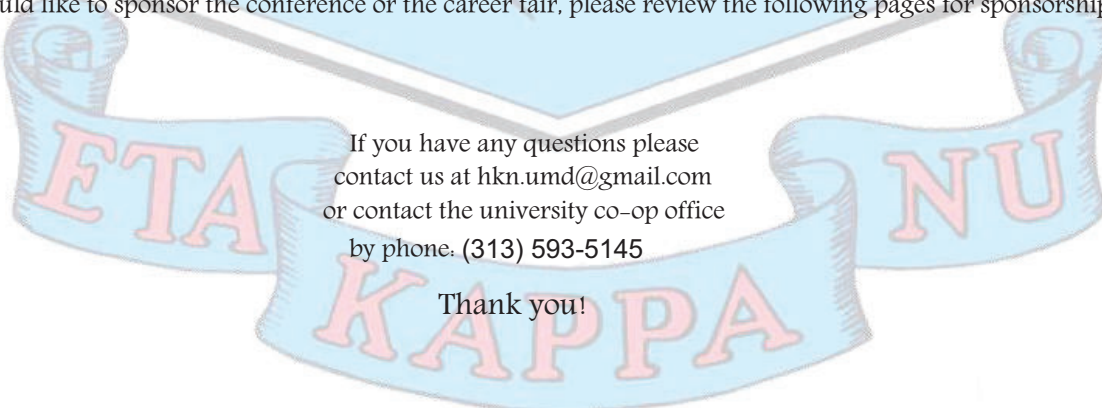 uld like to sponsor the conference or the career fair, please review the following pages for sponsorship
If you have any questions please
contact us at hkn.umd@gmail.com
or contact the university co-op office
by phone: (313) 593-5145
Thank you!
ETA
KAPPA
NU